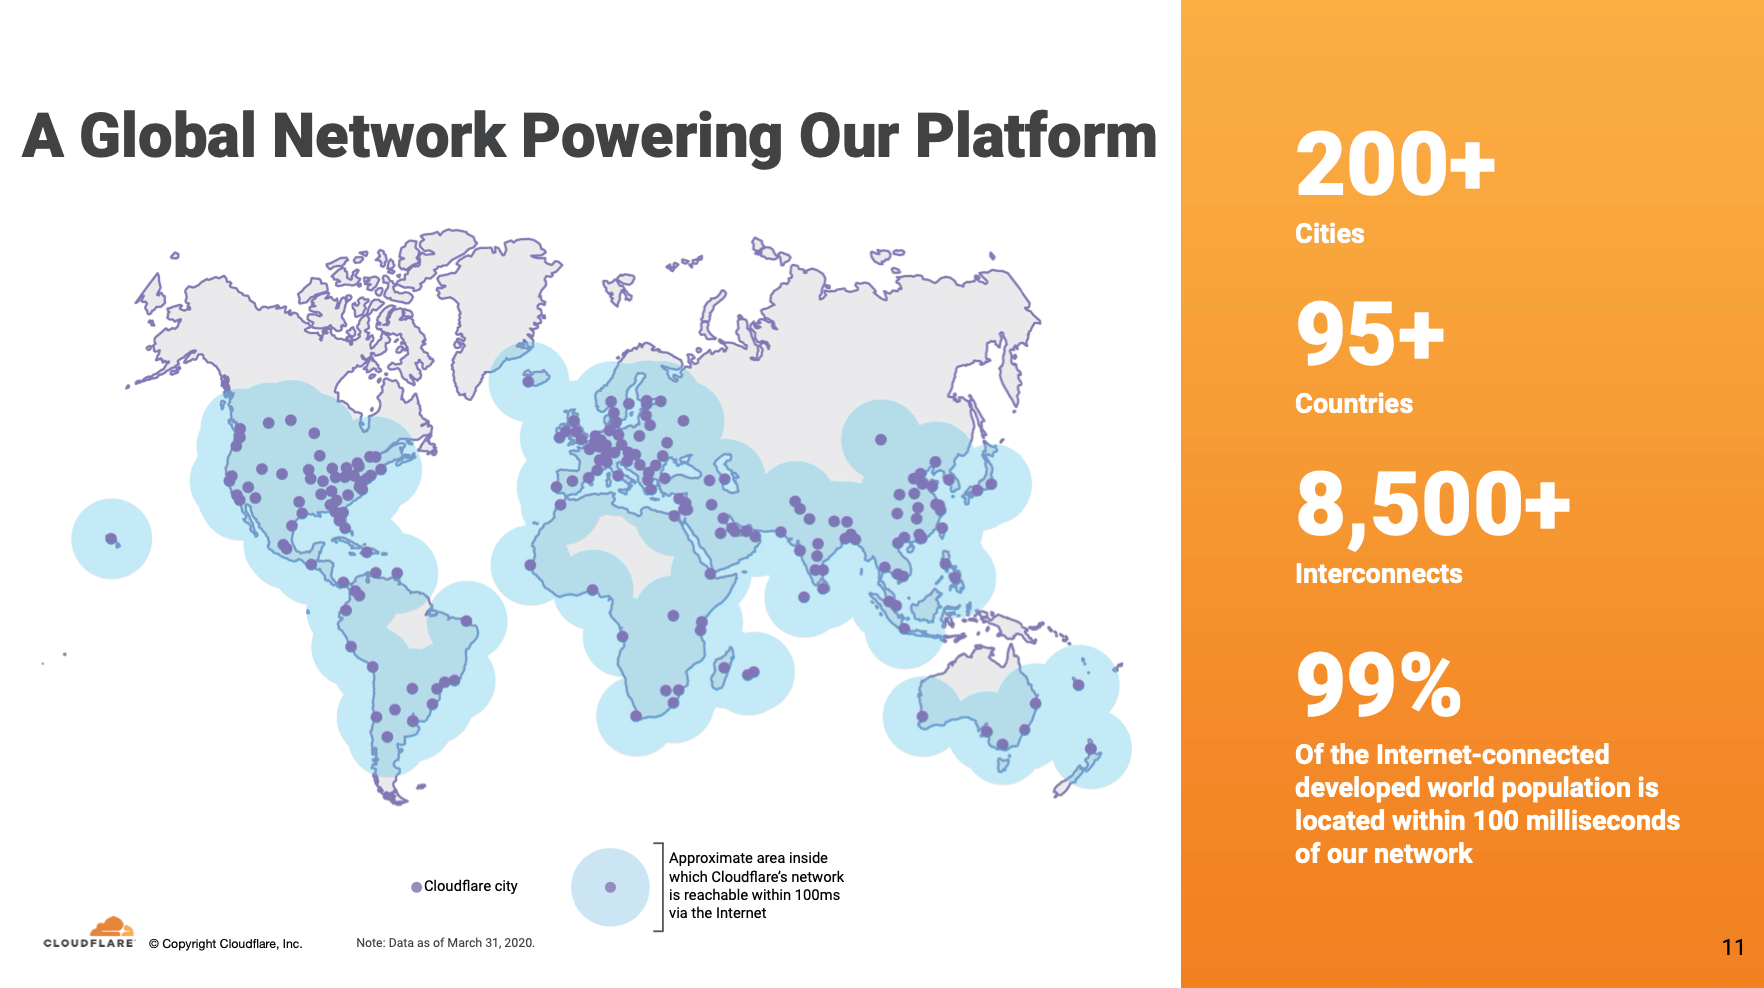 A Global Network Powering Our Platform
200+
Cities
95+
Countries
8,500+
Interconnects
99%
Of the Internet-connected
developed world population is
located within 100 milliseconds
of our network
Cloudflare city
Approximate area inside
which Cloudflare's network
is reachable within 100ms
via the Internet
CLOUDFLARE
© Copyright Cloudflare, Inc.
Note: Data as of March 31, 2020.
11